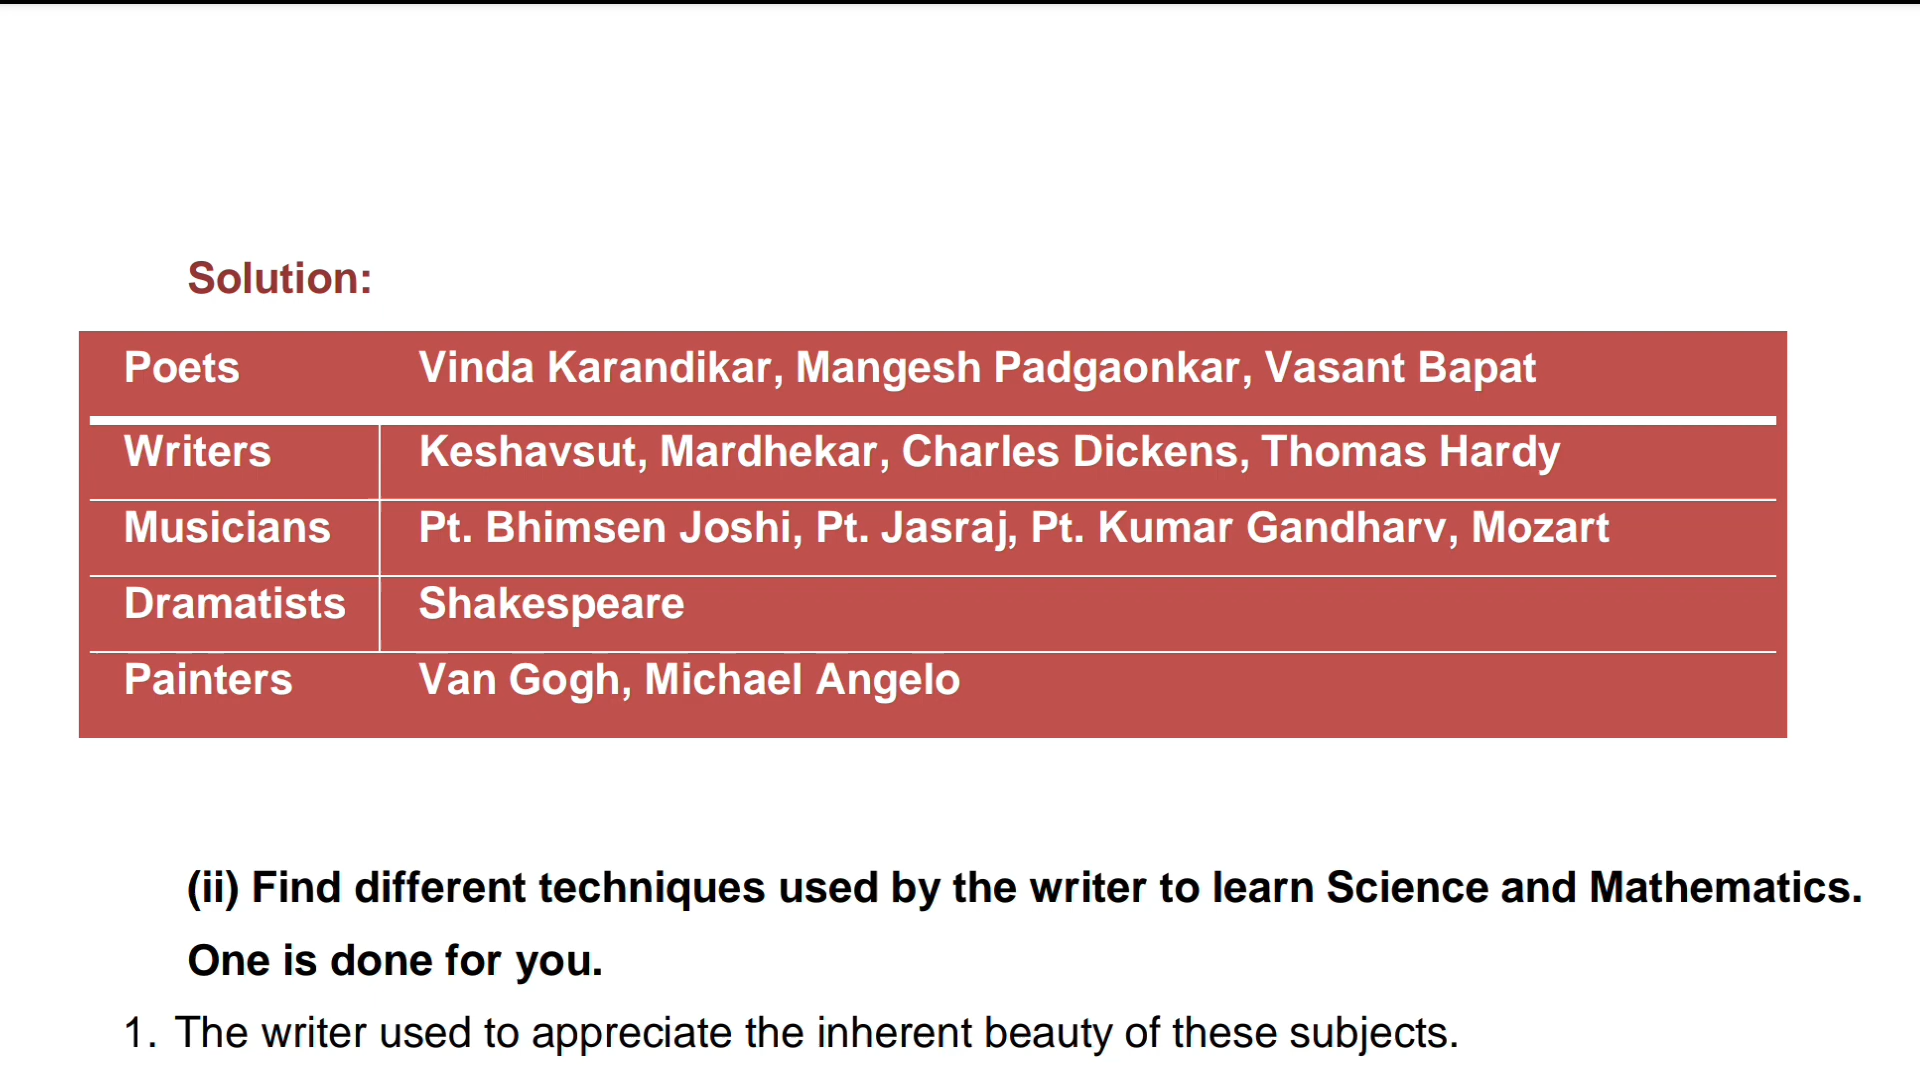 Solution:
Poets Vinda Karandikar, Mangesh Padgaonkar, Vasant Bapat
Writers Keshavsut, Mardhekar, Charles Dickens, Thomas Hardy
Musicians Pt. Bhimsen Joshi, Pt. Jasraj, Pt. Kumar Gandharv, Mozart
Dramatists Shakespeare
Painters Van Gogh, Michael Angelo
(ii) Find different techniques used by the writer to learn Science and Mathematics.
One is done for you.
1. The writer used to appreciate the inherent beauty of these subjects.